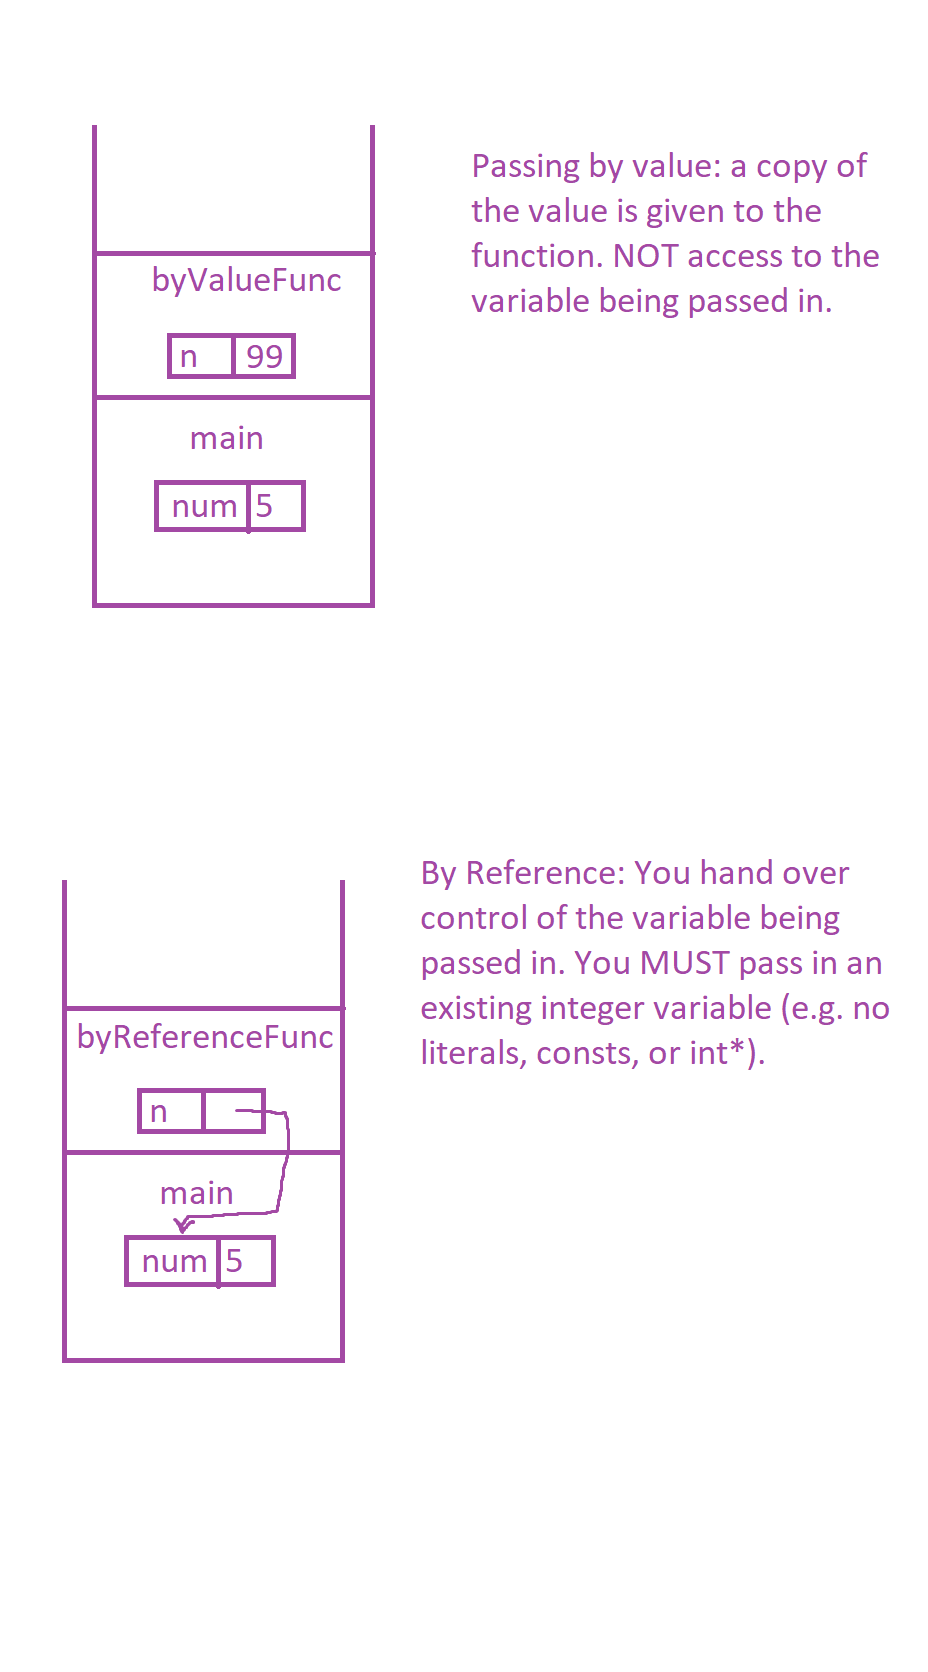 Passing by value: a copy of
the value is given to the
function. NOT access to the
variable being passed in.
byValueFunc
n 99
main
num 5
By Reference: You hand over
control of the variable being
passed in. You MUST pass in an
existing integer variable (e.g. no
literals, consts, or int*).
byReferenceFunc
n
main
num 5